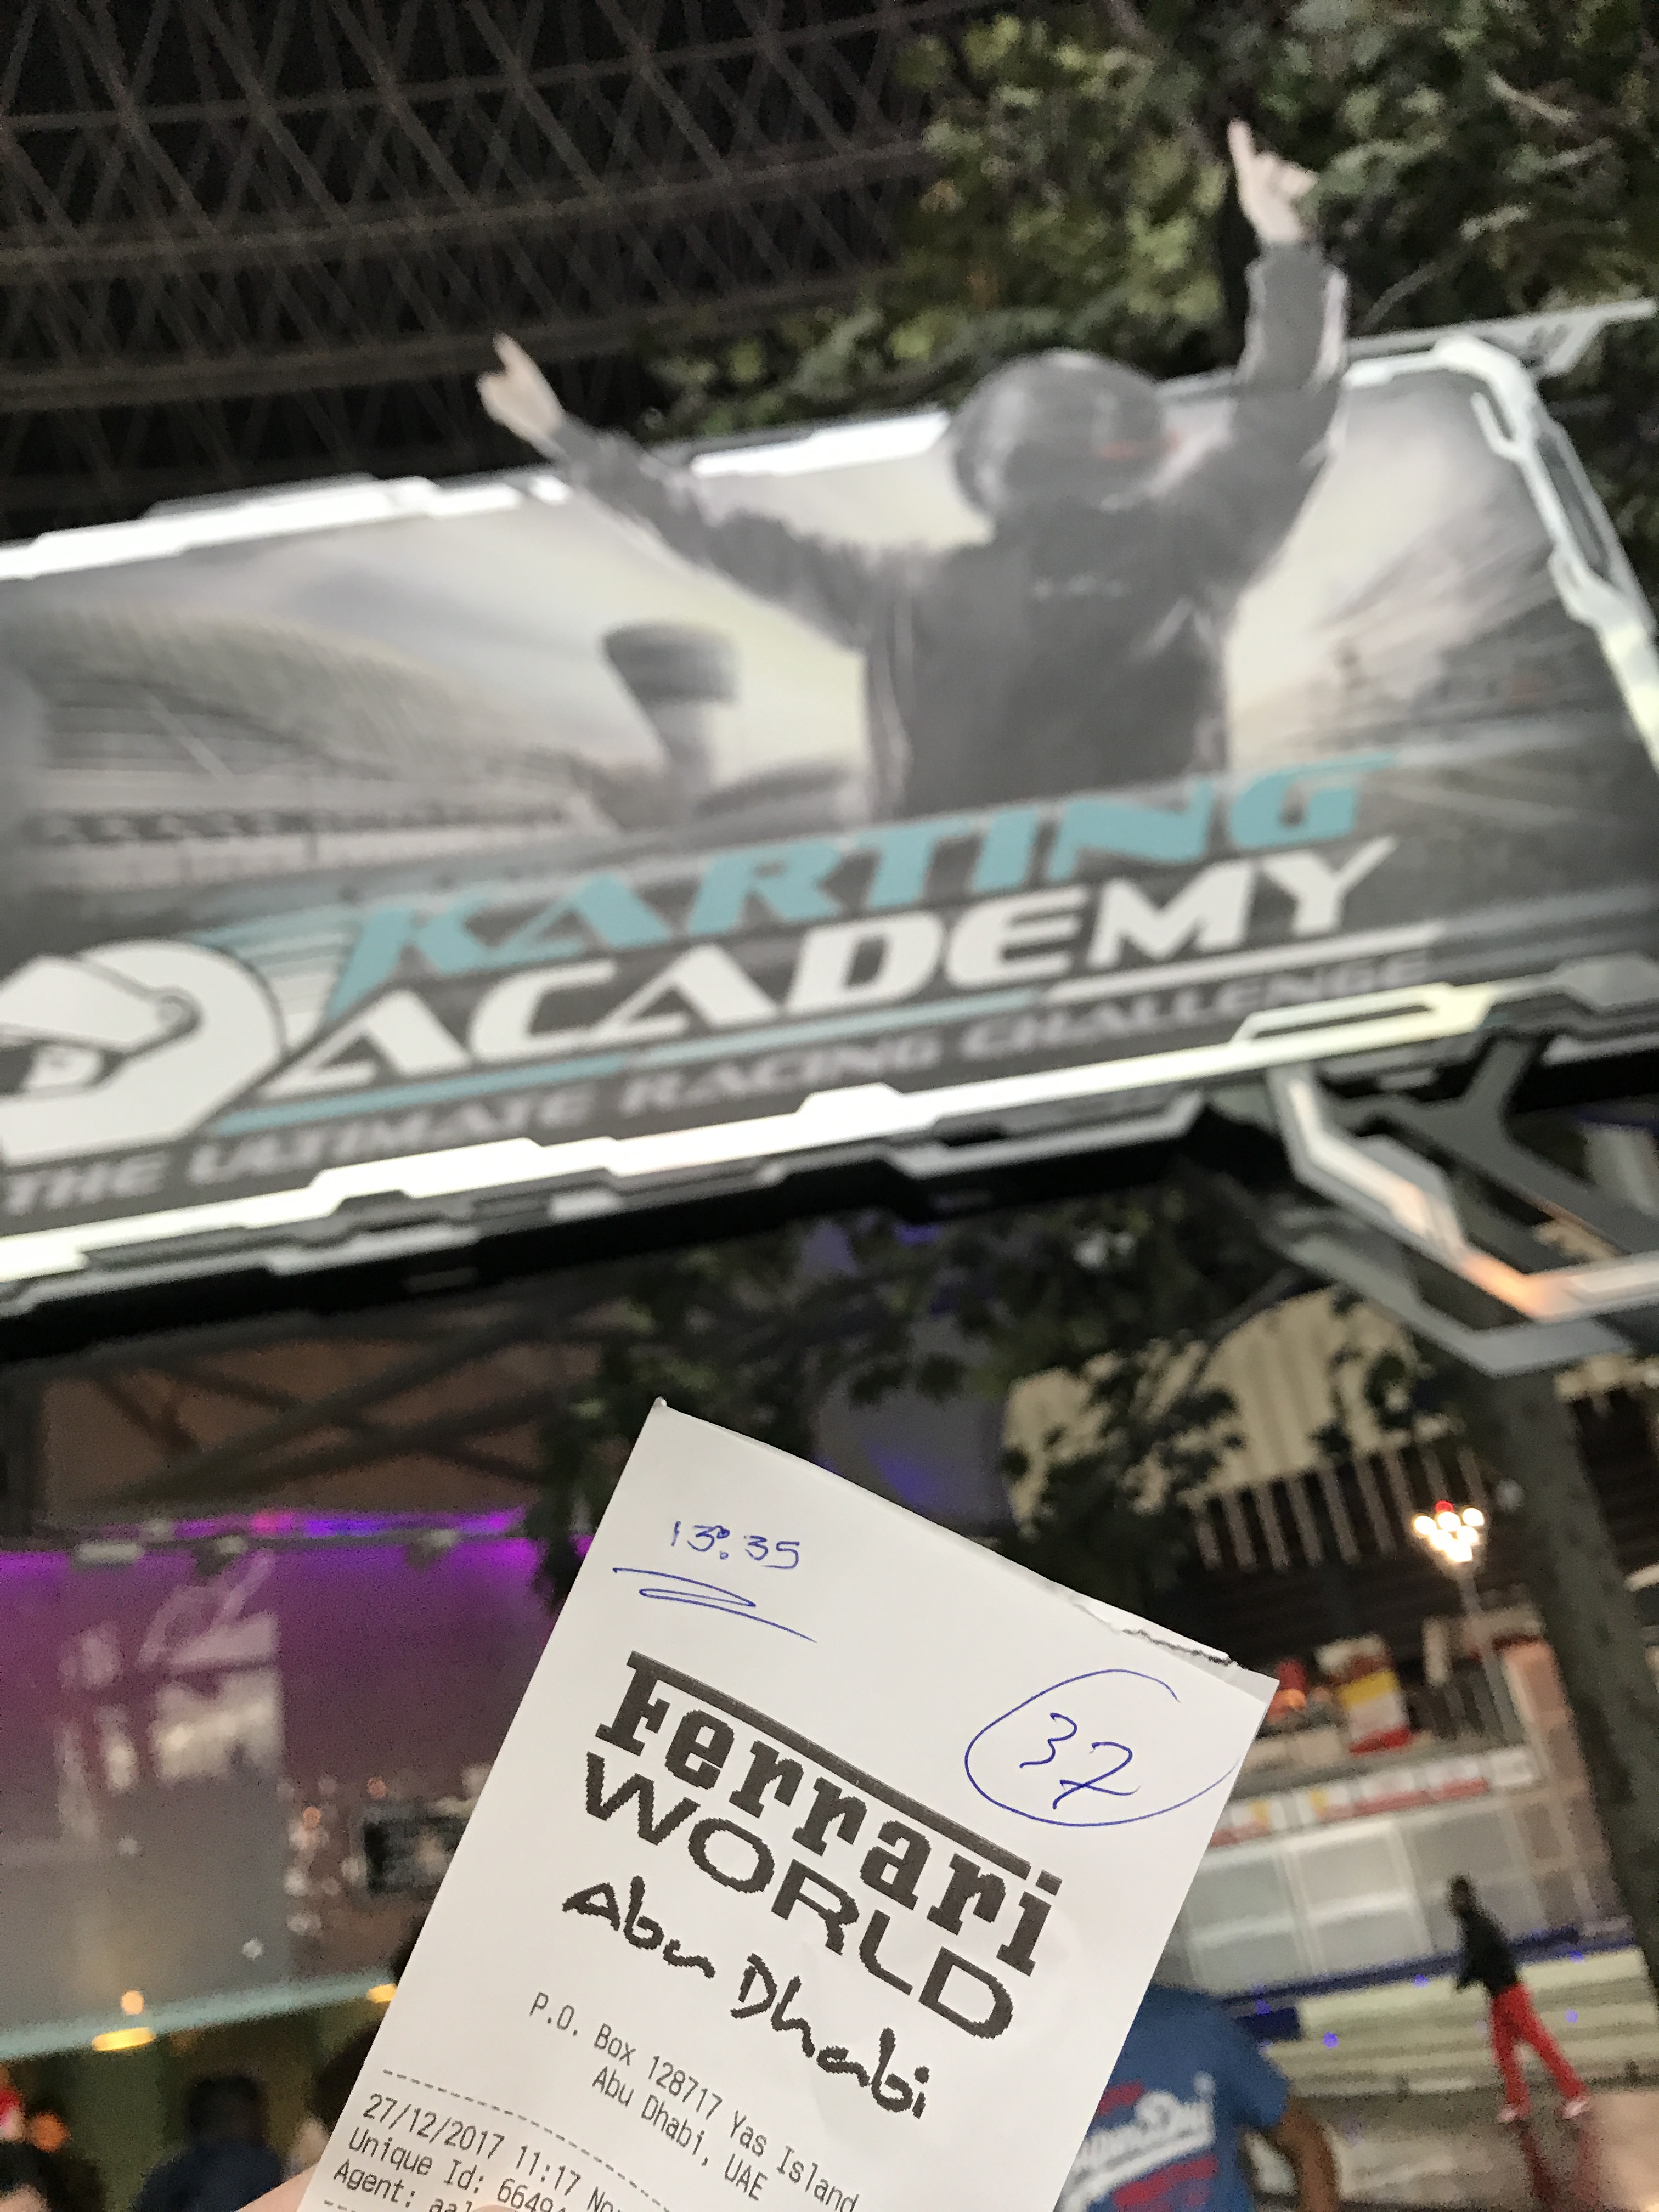 KARTING
ACADEMY
THE ULTIMATE RACING CHALLENGE
13:35
37
Ferrari
WORLD
Abu Dhabi
P.O. Box 128717 Yas Island
Abu Dhabi, UAE
27/12/2017 11:17
Unique Id:
Agent: